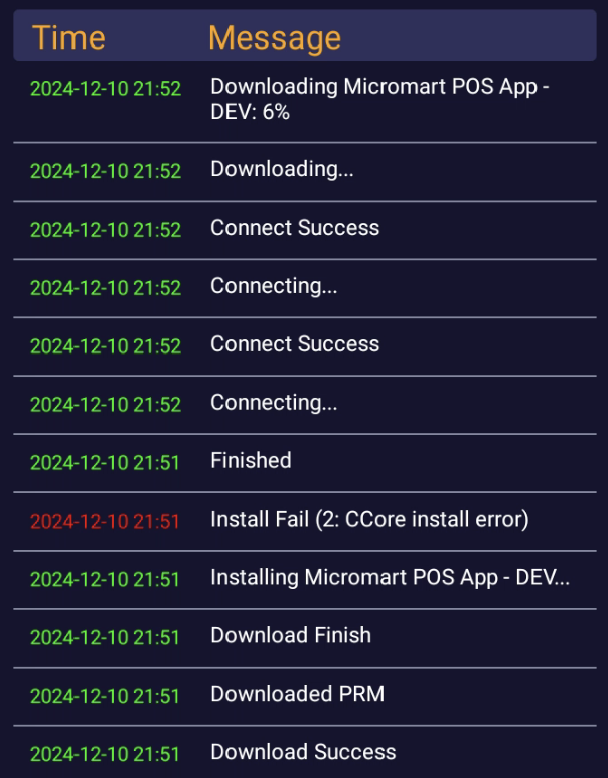 Time Message
2024-12-10 21:52 Downloading Micromart POS App -
DEV: 6%
2024-12-10 21:52 Downloading...
2024-12-10 21:52 Connect Success
2024-12-10 21:52 Connecting...
2024-12-10 21:52 Connect Success
2024-12-10 21:52 Connecting...
2024-12-10 21:51 Finished
2024-12-10 21:51 Install Fail (2: CCore install error)
2024-12-10 21:51 Installing Micromart POS App - DEV...
2024-12-10 21:51 Download Finish
2024-12-10 21:51 Downloaded PRM
2024-12-10 21:51 Download Success